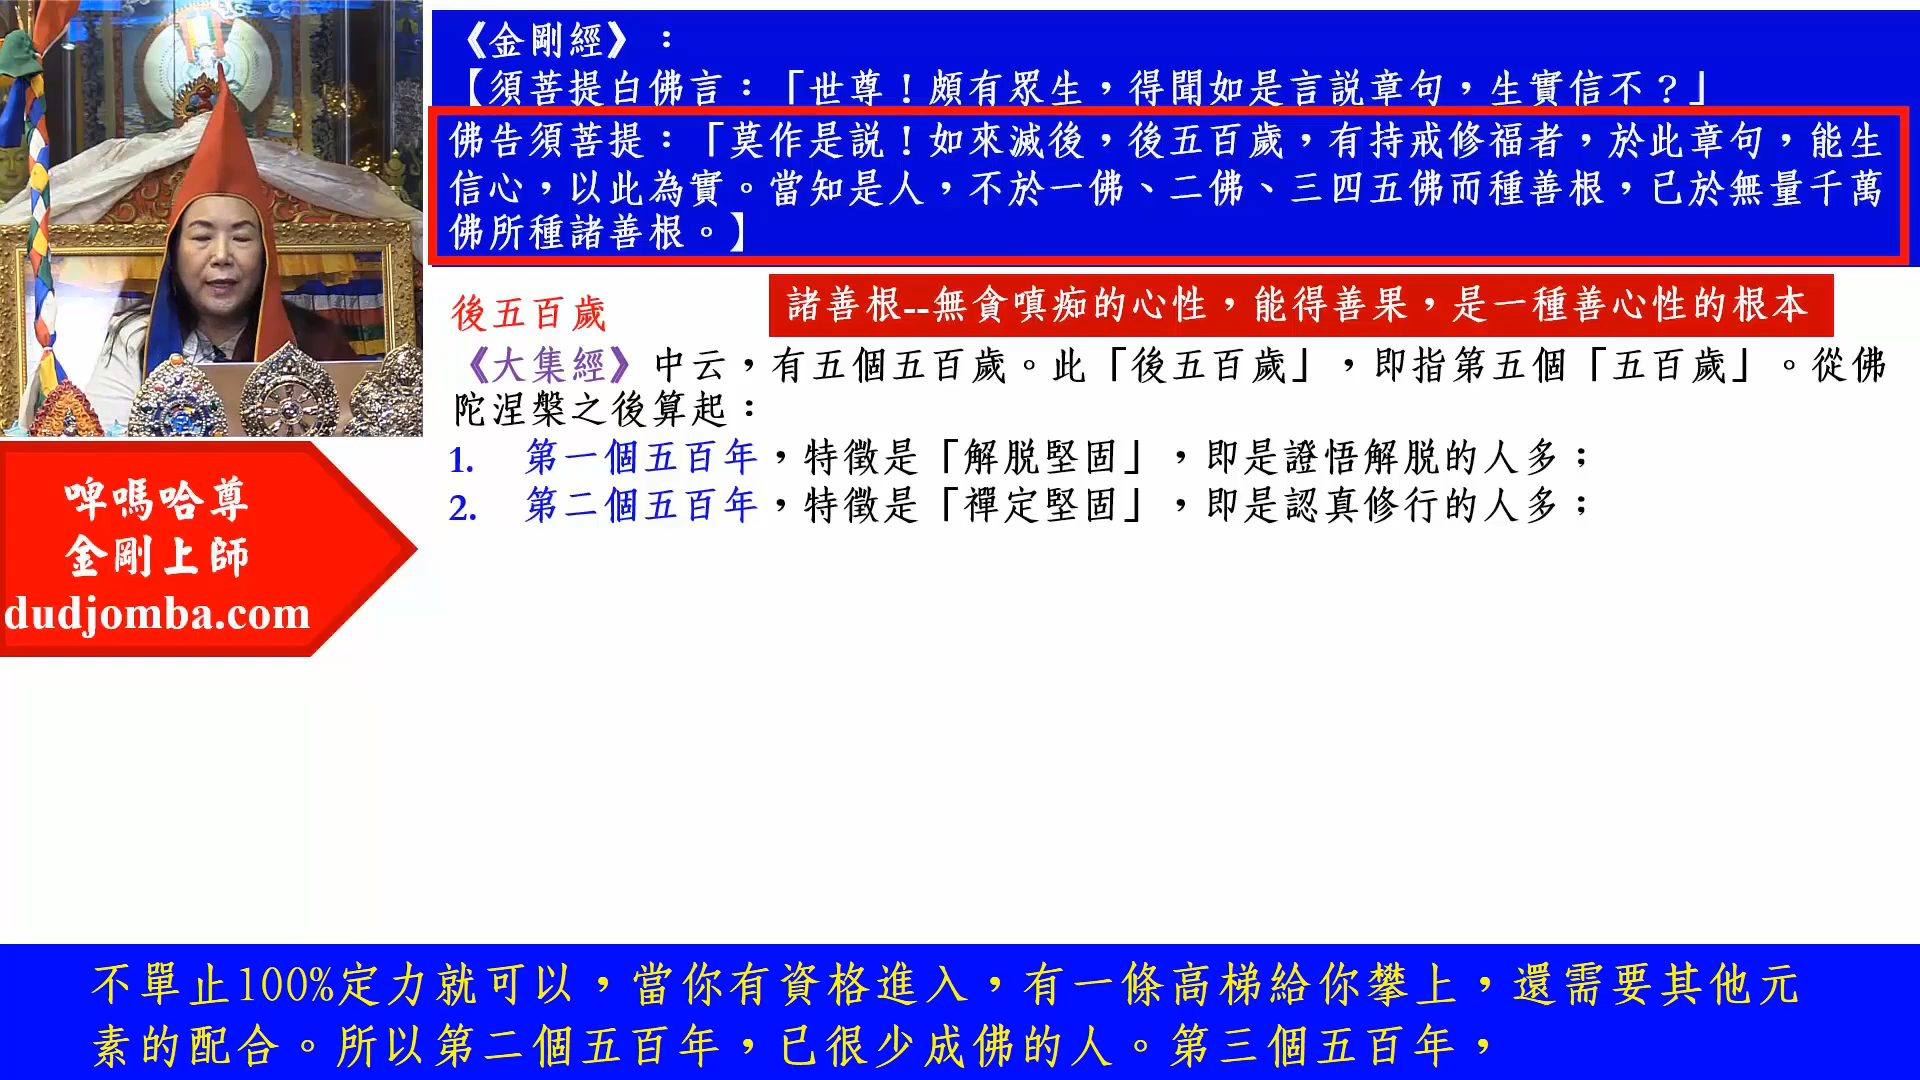 《金剛經》：
【須菩提白佛言：「世尊！頗有眾生，得聞如是言說章句，生實信不？」
佛告須菩提：「莫作是說！如來滅後，後五百歲，有持戒修福者，於此章句，能生
信心，以此為實。當知是人，不於一佛、二佛、三四五佛而種善根，已於無量千萬
佛所種諸善根。】
後五百歲
諸善根--無貪嗔痴的心性，能得善果，是一種善心性的根本
《大集經》中云，有五個五百歲。此「後五百歲」，即指第五個「五百歲」。從佛
陀涅槃之後算起：
1. 第一個五百年，特徵是「解脱堅固」，即是證悟解脱的人多；
2. 第二個五百年，特徵是「禪定堅固」，即是認真修行的人多；
啤嗎哈尊
金剛上師
dudjomba.com
不單止100%定力就可以，當你有資格進入，有一條高梯給你攀上，還需要其他元
素的配合。所以第二個五百年，已很少成佛的人。第三個五百年，